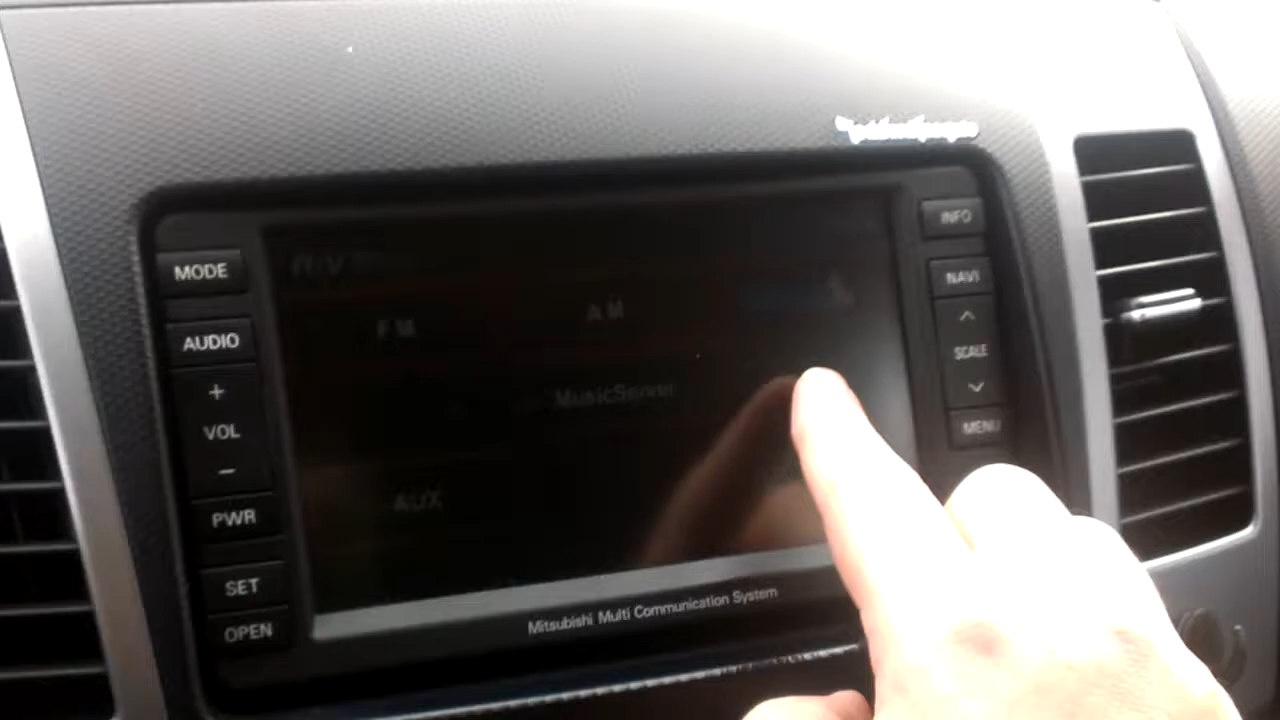 MODE
AUDIO
+
VOL
−
PWR
SET
OPEN
FM
AM
MusicServer
AUX
INFO
NAVI
SCALE
MENU
Mitsubishi Multi Communication System